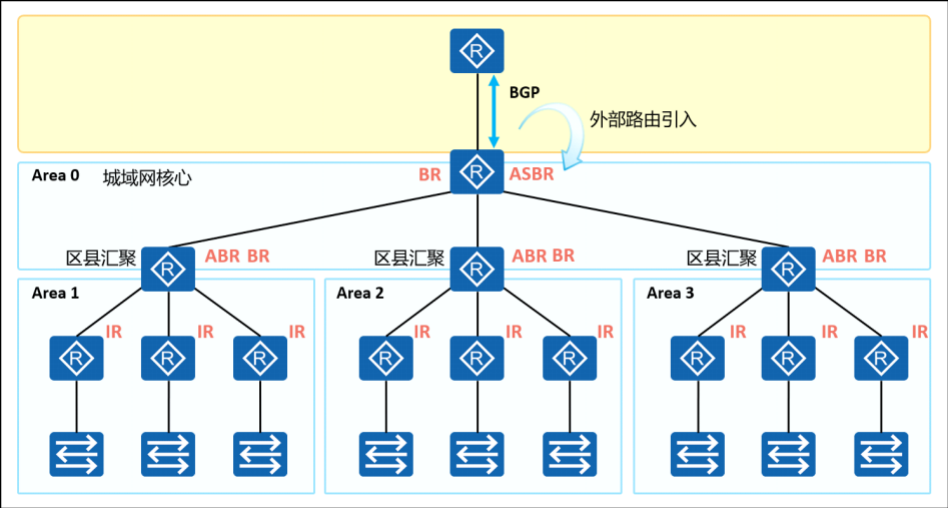 R
BGP
外部路由引入
Area 0 城域网核心
BR R ASBR
区县汇聚 R ABR BR
区县汇聚 R ABR BR
区县汇聚 R ABR BR
Area 1
Area 2
Area 3
R IR R IR R IR
R IR R IR R IR
R IR R IR R IR